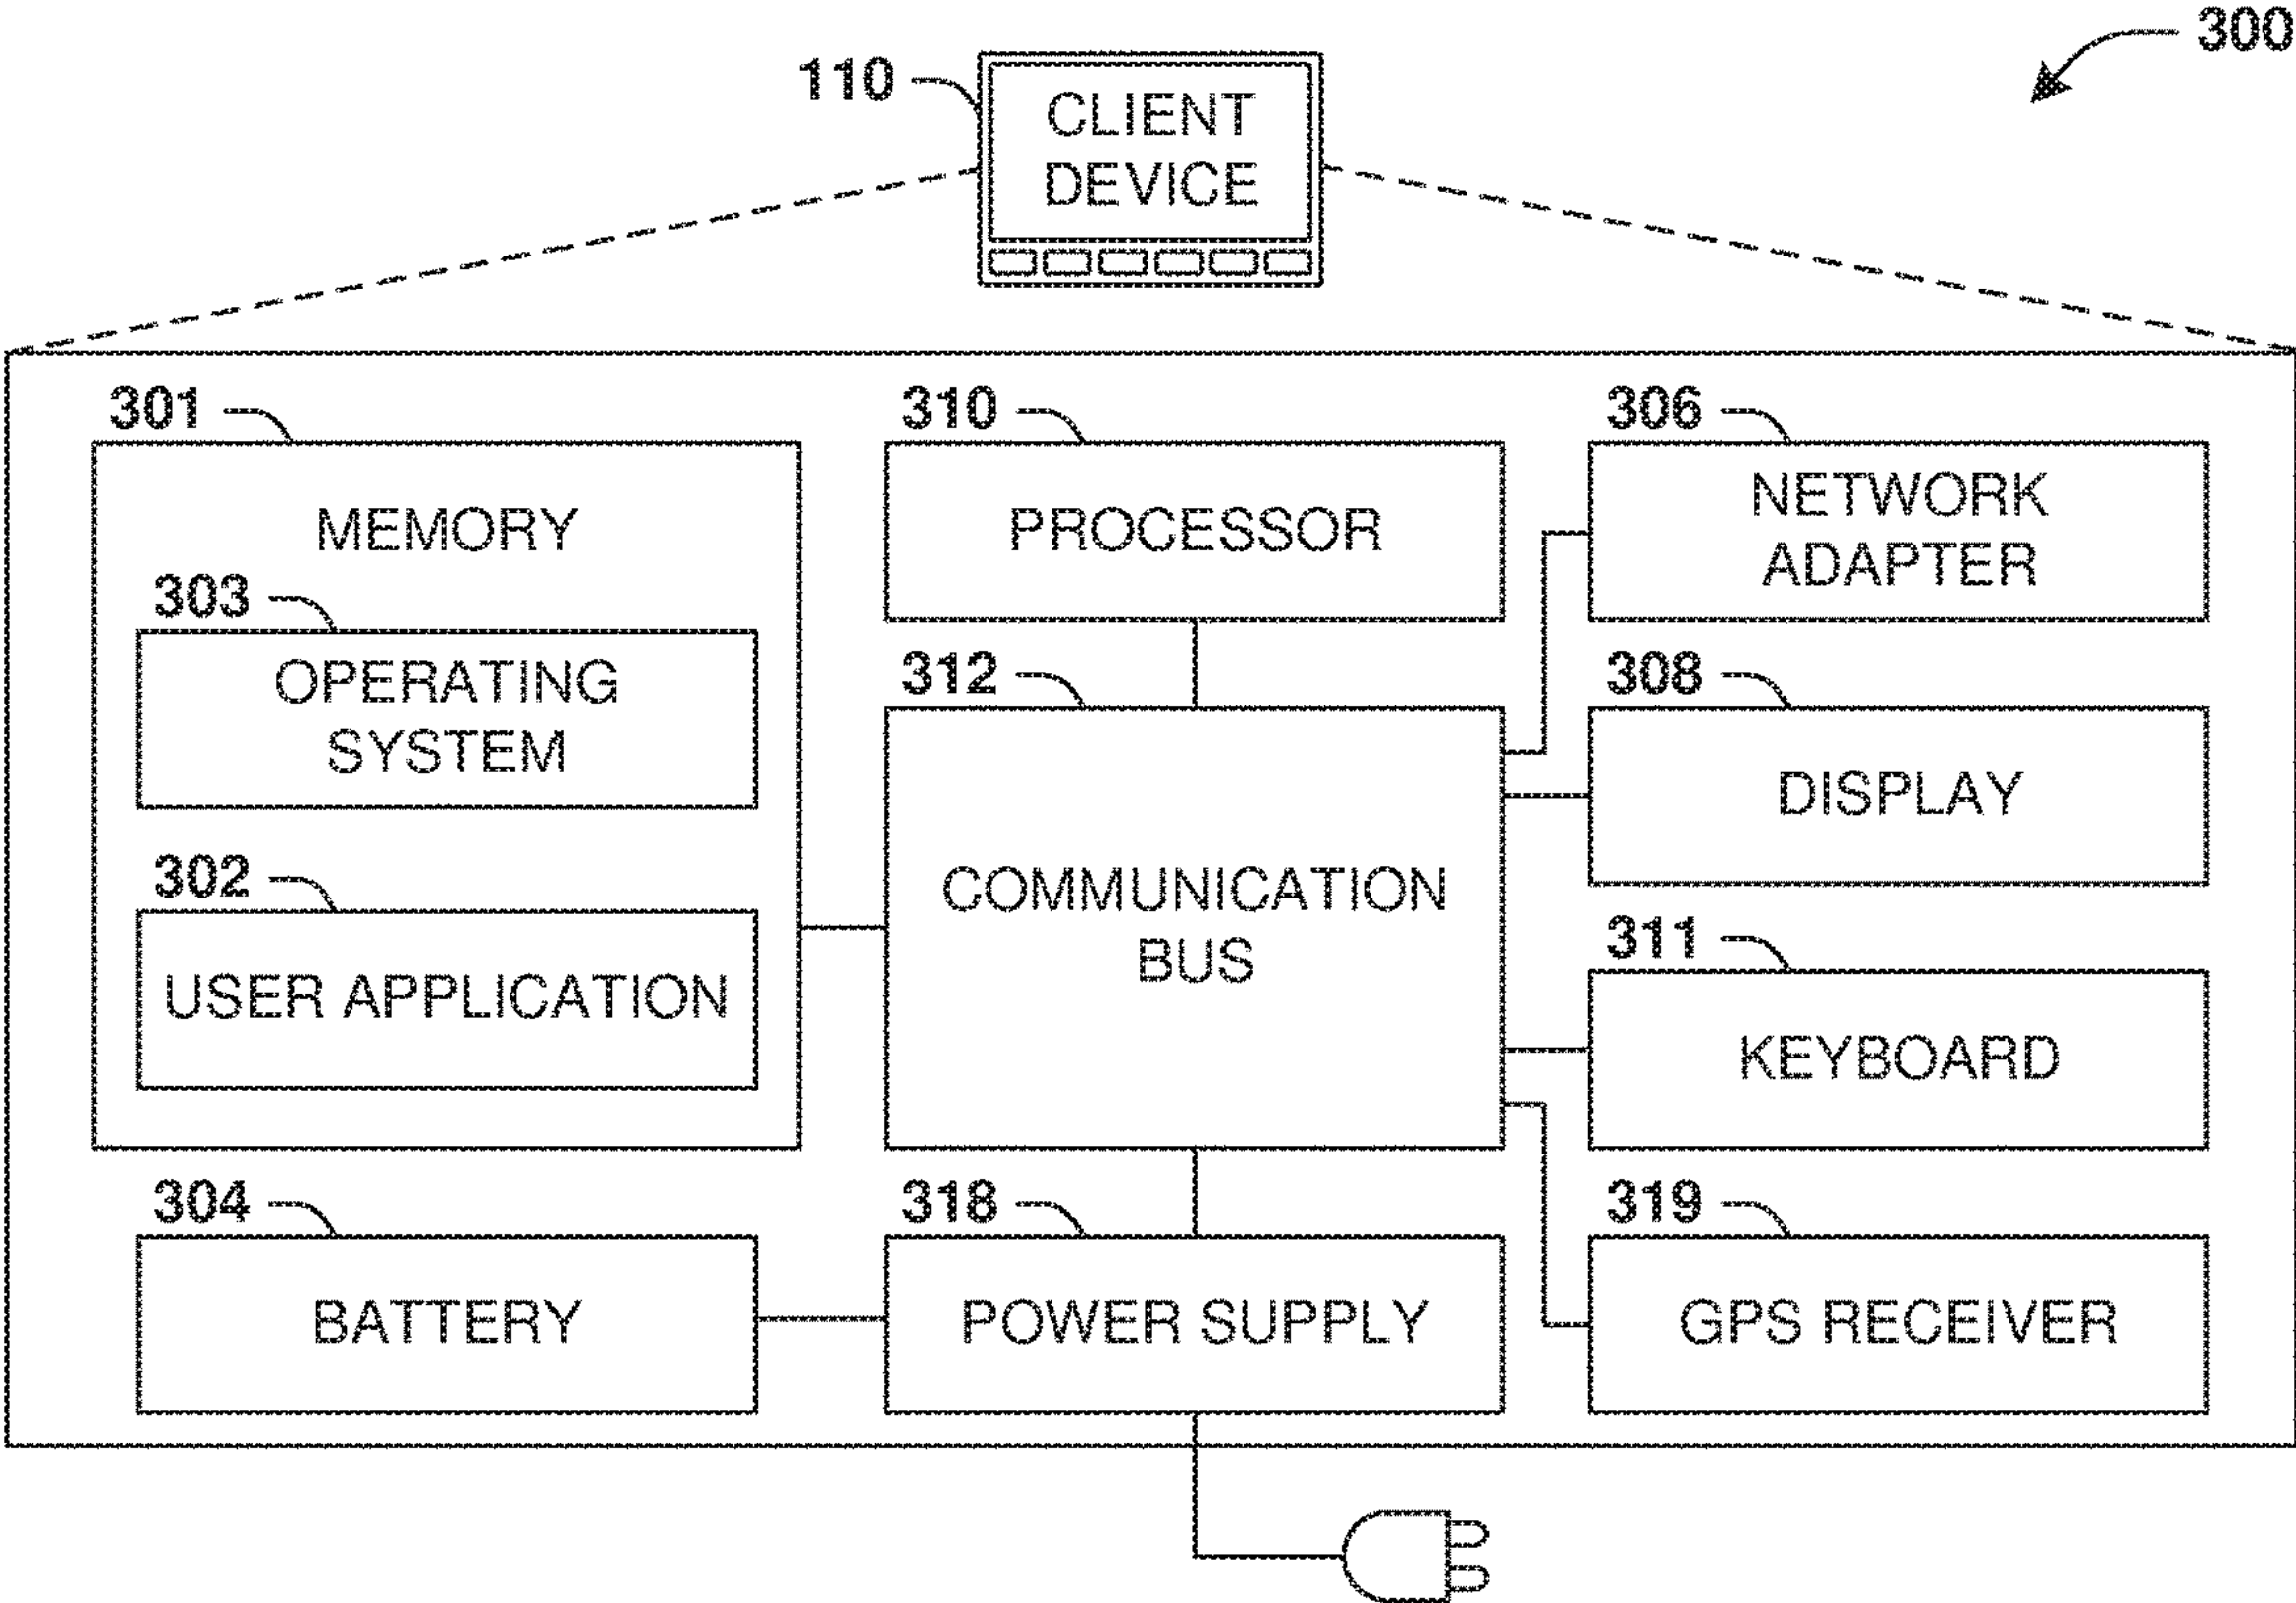 300
110
CLIENT
DEVICE
301
310
306
MEMORY
PROCESSOR
NETWORK
ADAPTER
303
312
308
OPERATING
SYSTEM
DISPLAY
302
COMMUNICATION
BUS
311
USER APPLICATION
KEYBOARD
304
318
319
BATTERY
POWER SUPPLY
GPS RECEIVER